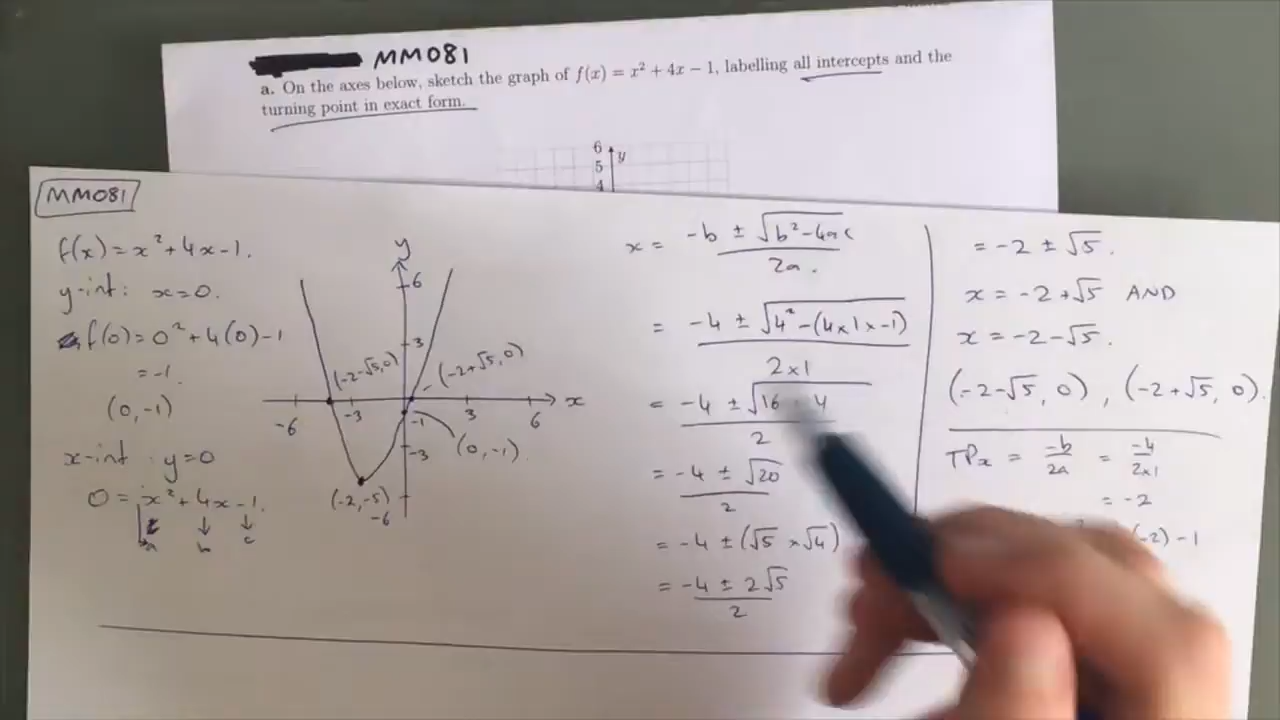 MM081
a. On the axes below, sketch the graph of f(x) = x² + 4x − 1, labelling all intercepts and the
turning point in exact form.
6 y
5
4
MM081
f(x) = x² + 4x - 1.
y-int: x = 0.
f(0) = 0² + 4(0) - 1
= -1.
(0, -1)
x-int y = 0
0 = x² + 4x - 1.
a b c
y
6
3
(-2-√5, 0)
(-2+√5, 0)
-6 -3 3 6 x
-1
-3
(0, -1)
(-2, -5)
-6
x = -b ± √b² - 4ac
2a.
= -4 ± √4² - (4 × 1 × -1)
2 × 1
= -4 ± √16 4
2
= -4 ± √20
2
= -4 ± (√5 × √4)
= -4 ± 2√5
2
= -2 ± √5.
x = -2 + √5 AND
x = -2 - √5.
(-2-√5, 0), (-2+√5, 0).
TPx = -b/2a = -4/2×1
= -2
-2) - 1